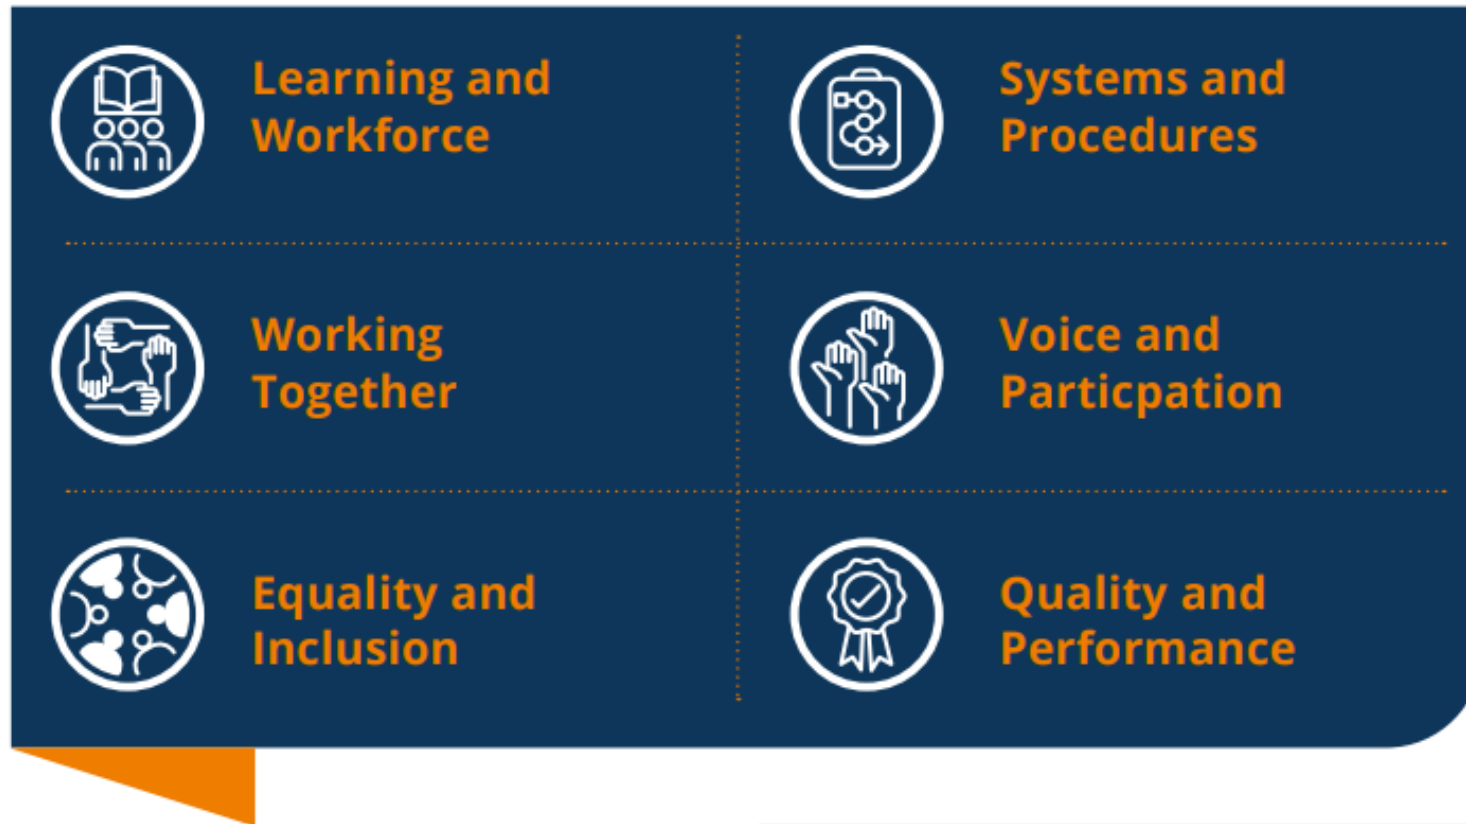 Learning and
Workforce
Systems and
Procedures
Working
Together
Voice and
Particpation
Equality and
Inclusion
Quality and
Performance